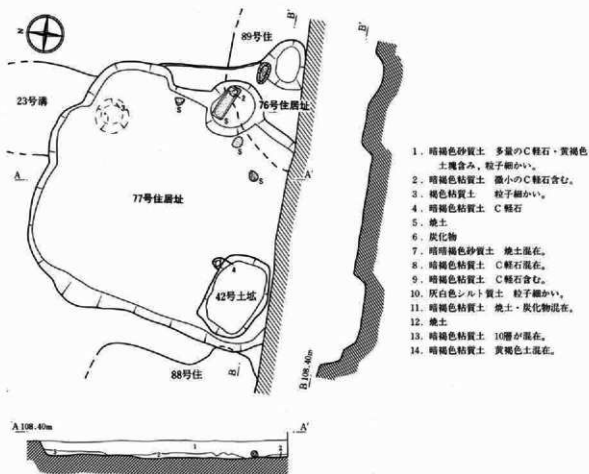 N
89号住
B'
B'
23号溝
76号住居址
2
S
S
S
S
A
A'
77号住居址
4
42号土拡
88号住
B
B 108.40m
1. 暗褐色砂質土 多量のC軽石・黄褐色
土塊含み,粒子細かい。
2. 暗褐色粘質土 微小のC軽石含む。
3. 褐色粘質土 粒子細かい。
4. 暗褐色粘質土 C軽石
5. 焼土
6. 炭化物
7. 暗暗褐色砂質土 焼土混在。
8. 暗褐色粘質土 C軽石混在。
9. 暗褐色粘質土 C軽石含む。
10. 灰白色シルト質土 粒子細かい。
11. 暗褐色粘質土 焼土・炭化物混在。
12. 焼土
13. 暗褐色粘質土 10層が混在。
14. 暗褐色粘質土 黄褐色土混在。
A 108.40m
A'
1
2
2